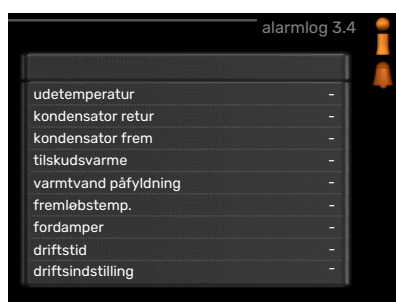 alarmlog 3.4
udetemperatur -
kondensator retur -
kondensator frem -
tilskudsvarme -
varmtvand påfyldning -
fremløbstemp. -
fordamper -
driftstid -
driftsindstilling -